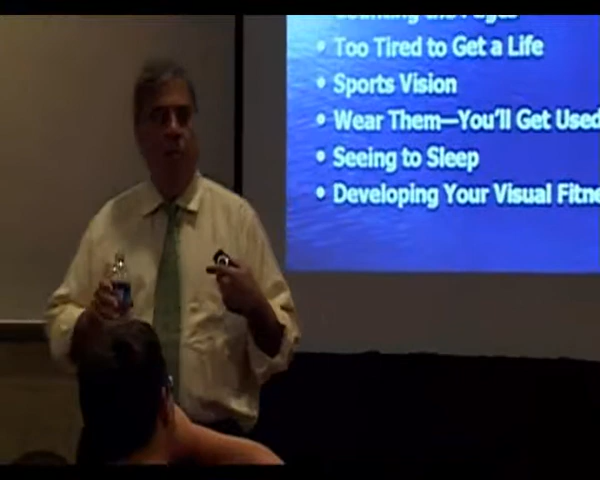 • Too Tired to Get a Life
• Sports Vision
• Wear Them—You'll Get Used
• Seeing to Sleep
• Developing Your Visual